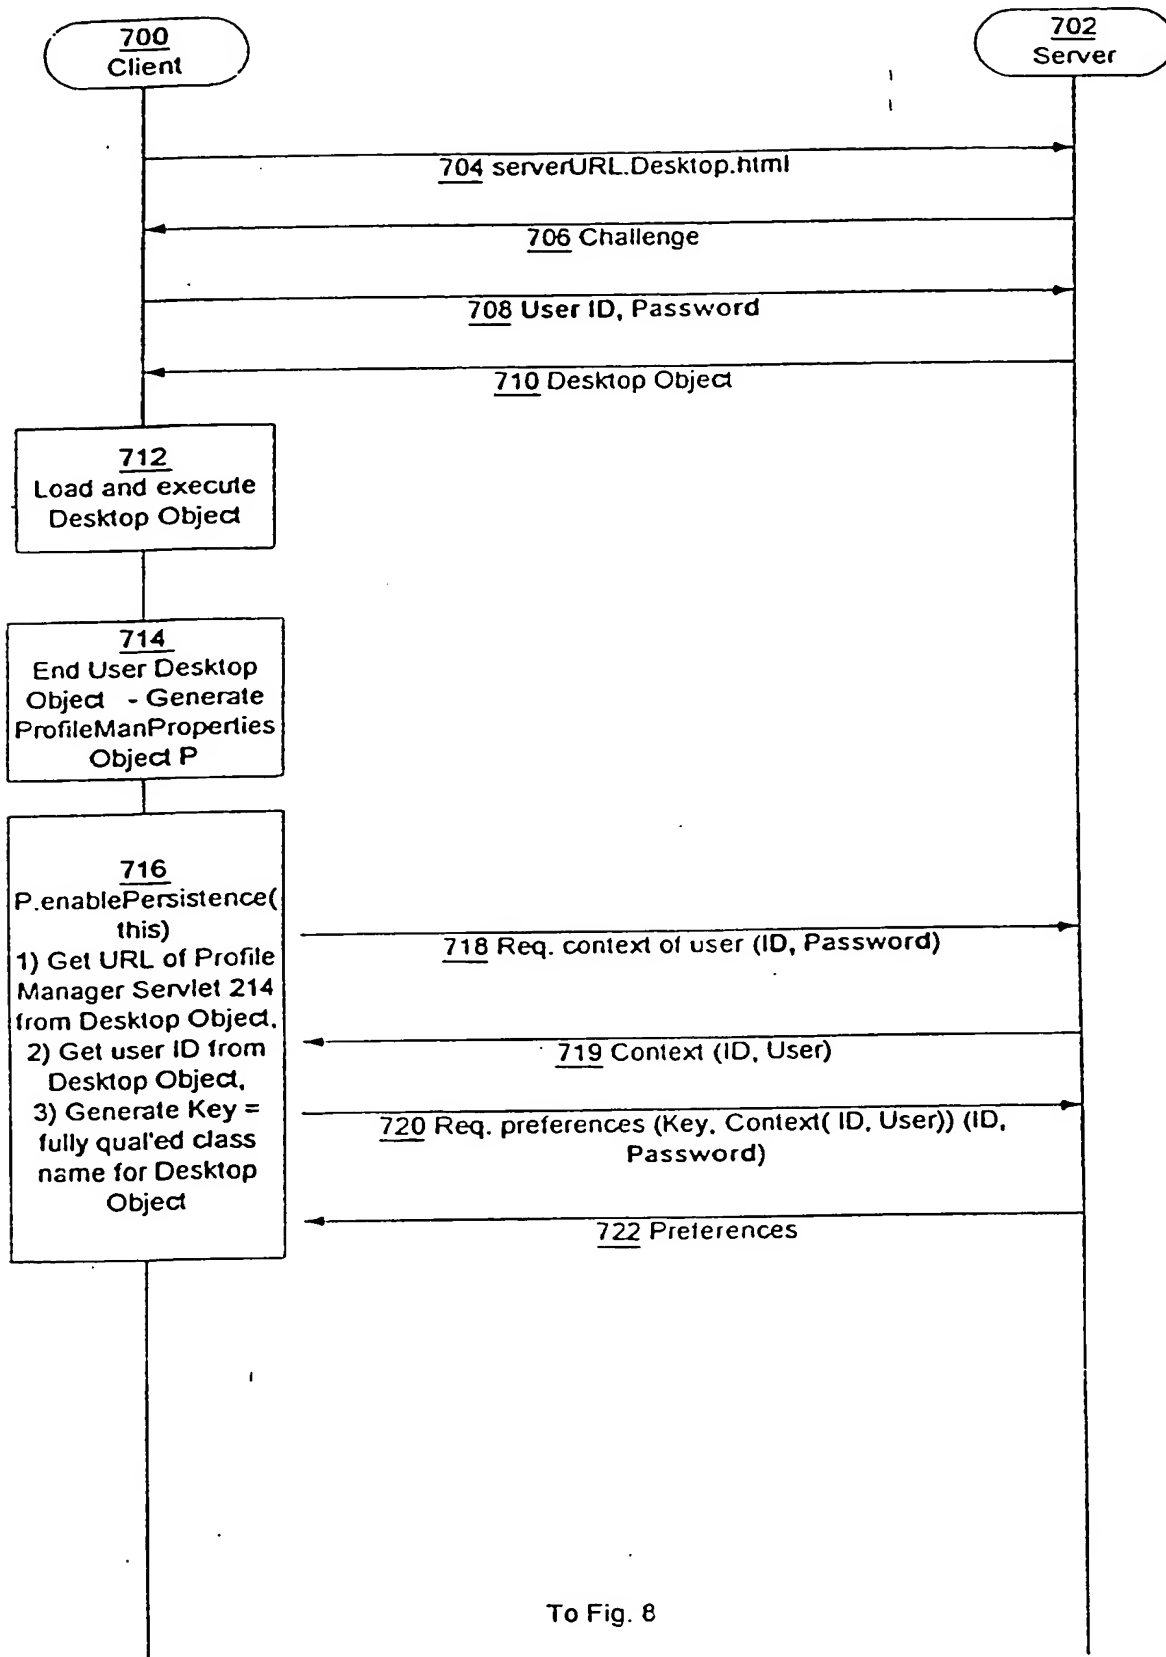 700
Client
702
Server
704 serverURL.Desktop.html
706 Challenge
708 User ID, Password
710 Desktop Object
712
Load and execute
Desktop Object
714
End User Desktop
Object - Generate
ProfileManProperties
Object P
716
P.enablePersistence(
this)
1) Get URL of Profile
Manager Servlet 214
from Desktop Object,
2) Get user ID from
Desktop Object,
3) Generate Key =
fully qual'ed class
name for Desktop
Object
718 Req. context of user (ID, Password)
719 Context (ID, User)
720 Req. preferences (Key, Context( ID, User)) (ID,
Password)
722 Preferences
To Fig. 8